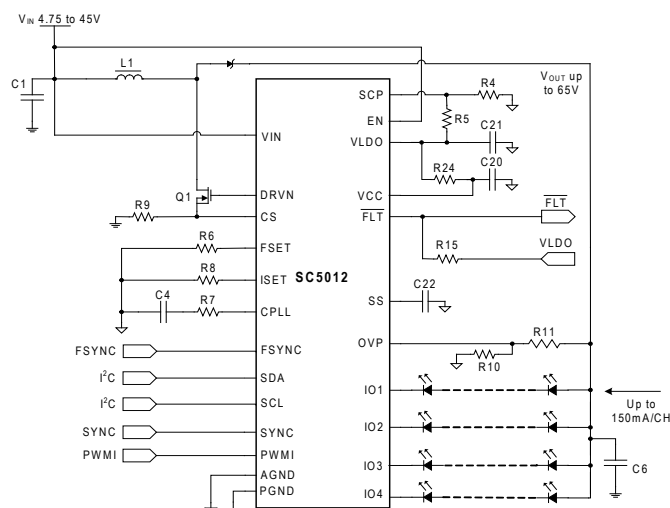 VIN 4.75 to 45V
L1
C1
VIN
Q1
DRVN
R9
CS
R6
FSET
R8
ISET
C4
R7
CPLL
FSYNC
FSYNC
I²C
SDA
I²C
SCL
SYNC
SYNC
PWMI
PWMI
AGND
PGND
SC5012
SCP
R4
EN
R5
VLDO
C21
R24
C20
VCC
FLT
FLT
R15
VLDO
SS
C22
OVP
R11
R10
IO1
IO2
IO3
IO4
VOUT up
to 65V
Up to
150mA/CH
C6